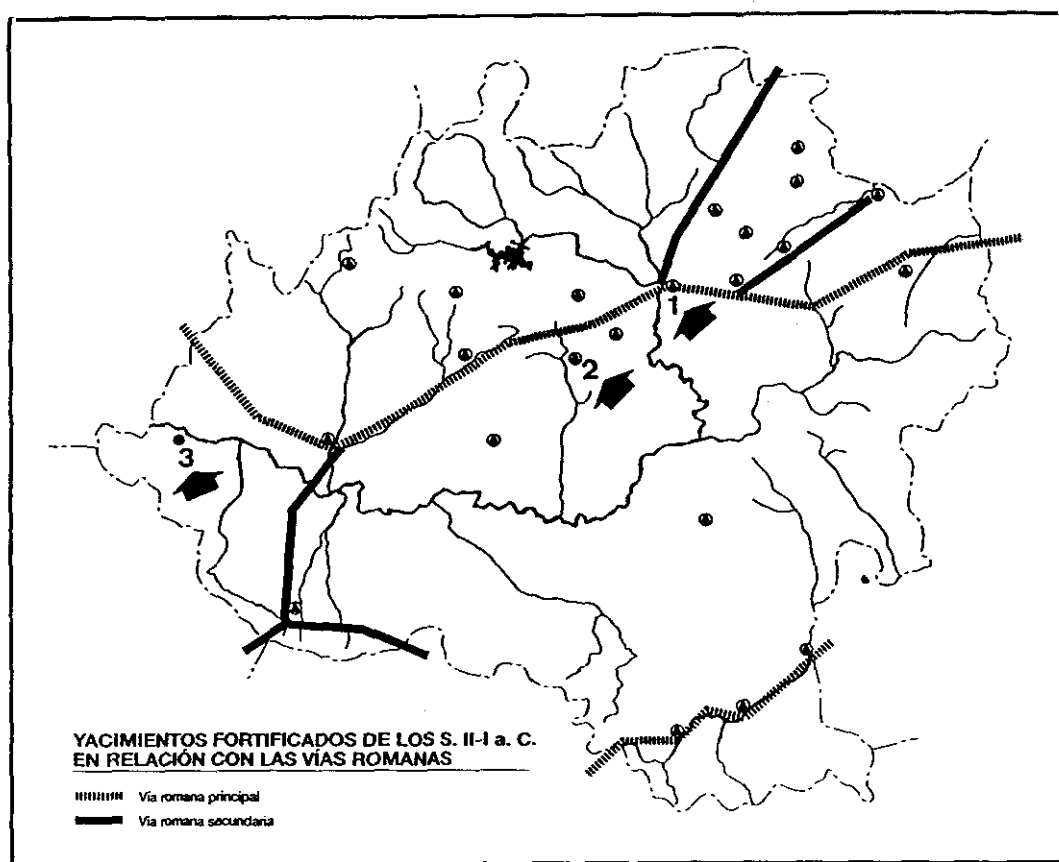 1
2
3
YACIMIENTOS FORTIFICADOS DE LOS S. II-I a. C.
EN RELACIÓN CON LAS VÍAS ROMANAS
Vía romana principal
Vía romana secundaria